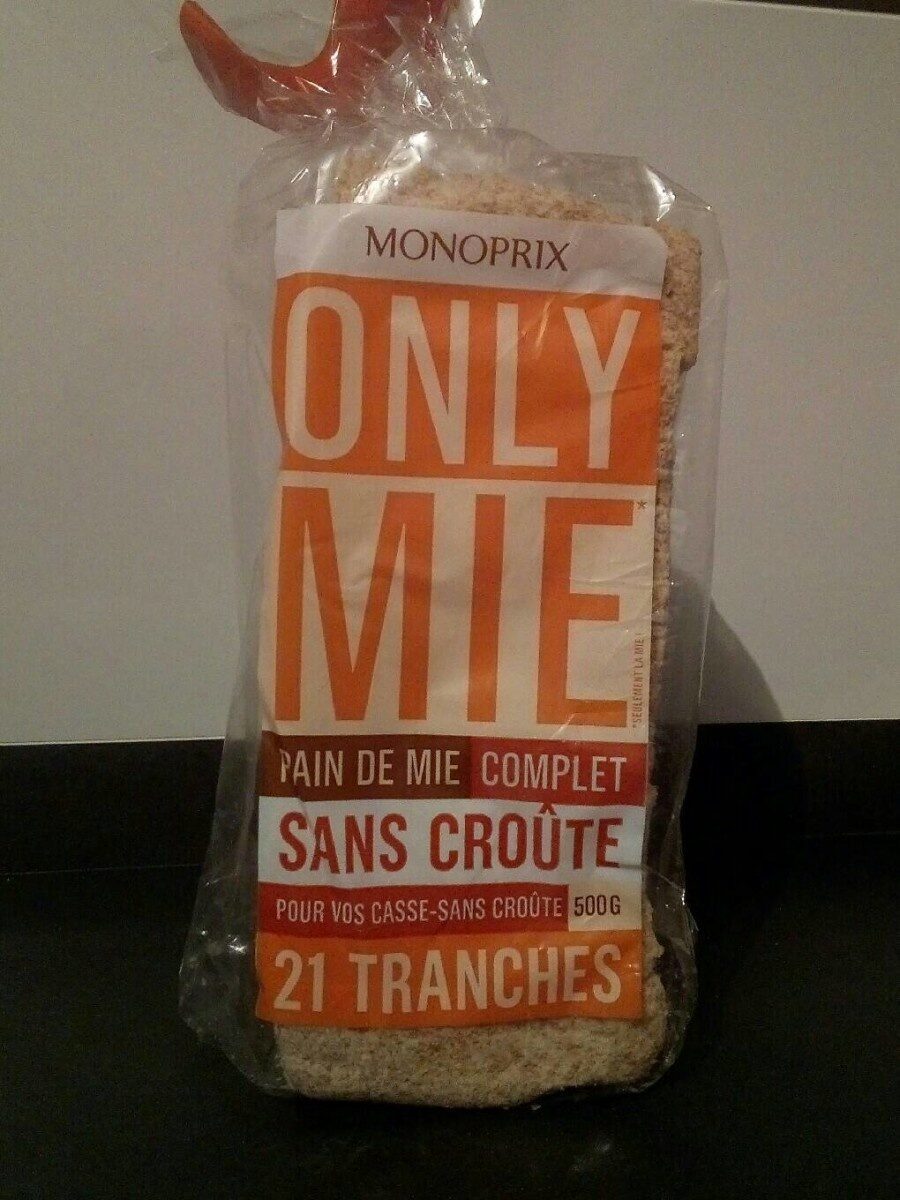 MONOPRIX
ONLY
MIE*
*SEULEMENT LA MIE!
PAIN DE MIE COMPLET
SANS CROÛTE
POUR VOS CASSE-SANS CROÛTE 500G
21 TRANCHES